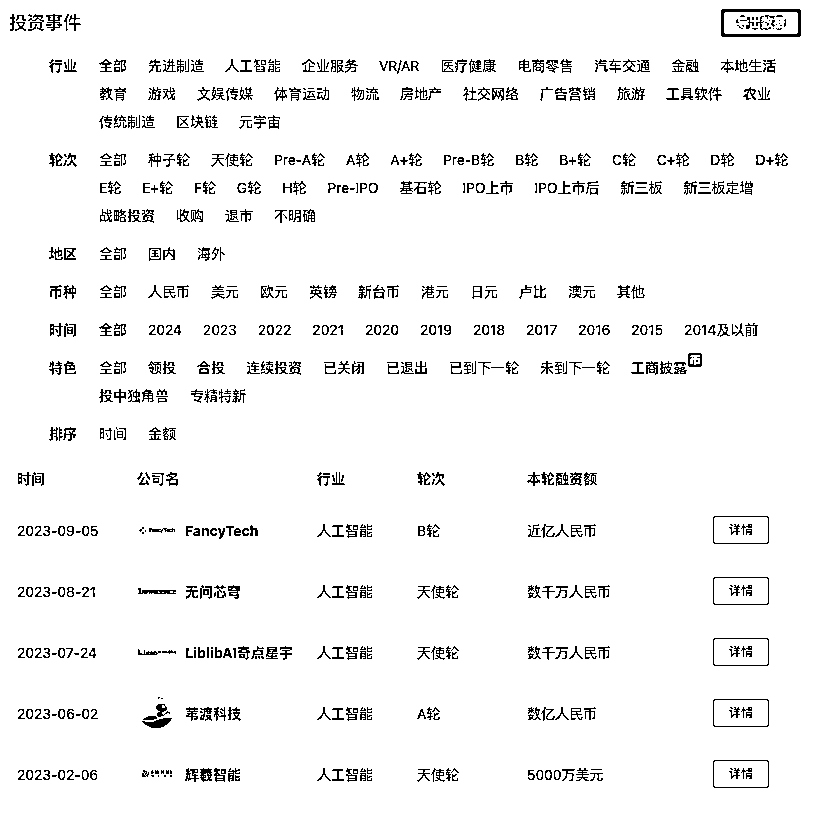 投资事件 导出数据
行业 全部 先进制造 人工智能 企业服务 VR/AR 医疗健康 电商零售 汽车交通 金融 本地生活
教育 游戏 文娱传媒 体育运动 物流 房地产 社交网络 广告营销 旅游 工具软件 农业
传统制造 区块链 元宇宙
轮次 全部 种子轮 天使轮 Pre-A轮 A轮 A+轮 Pre-B轮 B轮 B+轮 C轮 C+轮 D轮 D+轮
E轮 E+轮 F轮 G轮 H轮 Pre-IPO 基石轮 IPO上市 IPO上市后 新三板 新三板定增
战略投资 收购 退市 不明确
地区 全部 国内 海外
币种 全部 人民币 美元 欧元 英镑 新台币 港元 日元 卢比 澳元 其他
时间 全部 2024 2023 2022 2021 2020 2019 2018 2017 2016 2015 2014及以前
特色 全部 领投 合投 连续投资 已关闭 已退出 已到下一轮 未到下一轮 工商披露
投中独角兽 专精特新
排序 时间 金额
时间 公司名 行业 轮次 本轮融资额
2023-09-05 FancyTech FancyTech 人工智能 B轮 近亿人民币 详情
2023-08-21 无问芯穹 人工智能 天使轮 数千万人民币 详情
2023-07-24 LiblibAI奇点星宇 人工智能 天使轮 数千万人民币 详情
2023-06-02 苇渡科技 人工智能 A轮 数亿人民币 详情
2023-02-06 辉羲智能 人工智能 天使轮 5000万美元 详情